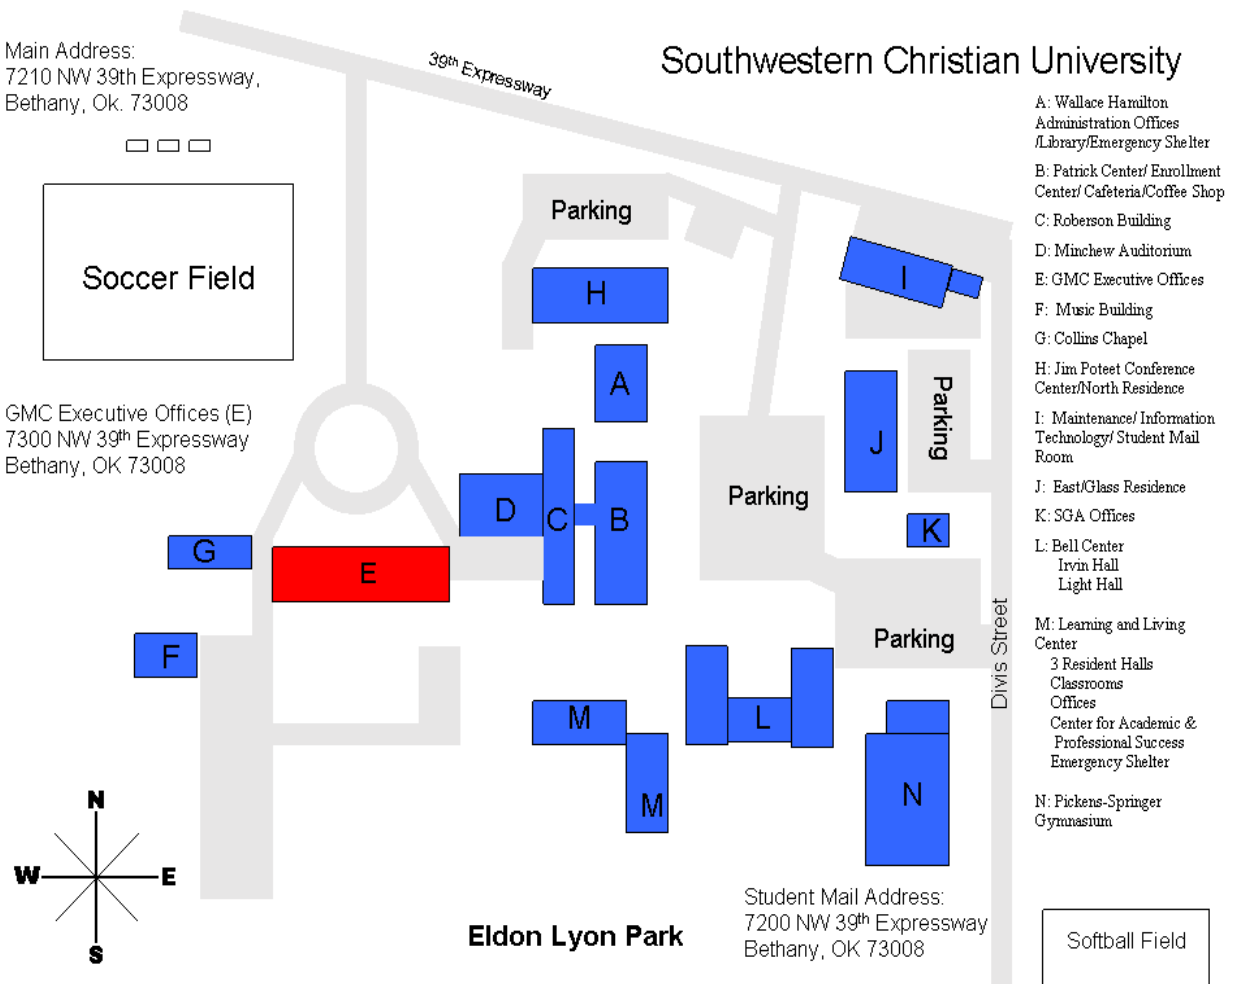 Southwestern Christian University
Main Address:
7210 NW 39th Expressway,
Bethany, Ok. 73008
39th Expressway
Parking
Soccer Field
H
I
A
J
Parking
Parking
GMC Executive Offices (E)
7300 NW 39th Expressway
Bethany, OK 73008
D
C
B
K
G
E
F
Parking
Divis Street
M
L
M
N
N
W
E
S
Eldon Lyon Park
Student Mail Address:
7200 NW 39th Expressway
Bethany, OK 73008
A: Wallace Hamilton
Administration Offices
/Library/Emergency Shelter
B: Patrick Center/ Enrollment
Center/ Cafeteria/Coffee Shop
C: Roberson Building
D: Minchew Auditorium
E: GMC Executive Offices
F: Music Building
G: Collins Chapel
H: Jim Poteet Conference
Center/North Residence
I: Maintenance/ Information
Technology/ Student Mail
Room
J: East/Glass Residence
K: SGA Offices
L: Bell Center
Irvin Hall
Light Hall
M: Learning and Living
Center
3 Resident Halls
Classrooms
Offices
Center for Academic &
Professional Success
Emergency Shelter
N: Pickens-Springer
Gymnasium
Softball Field